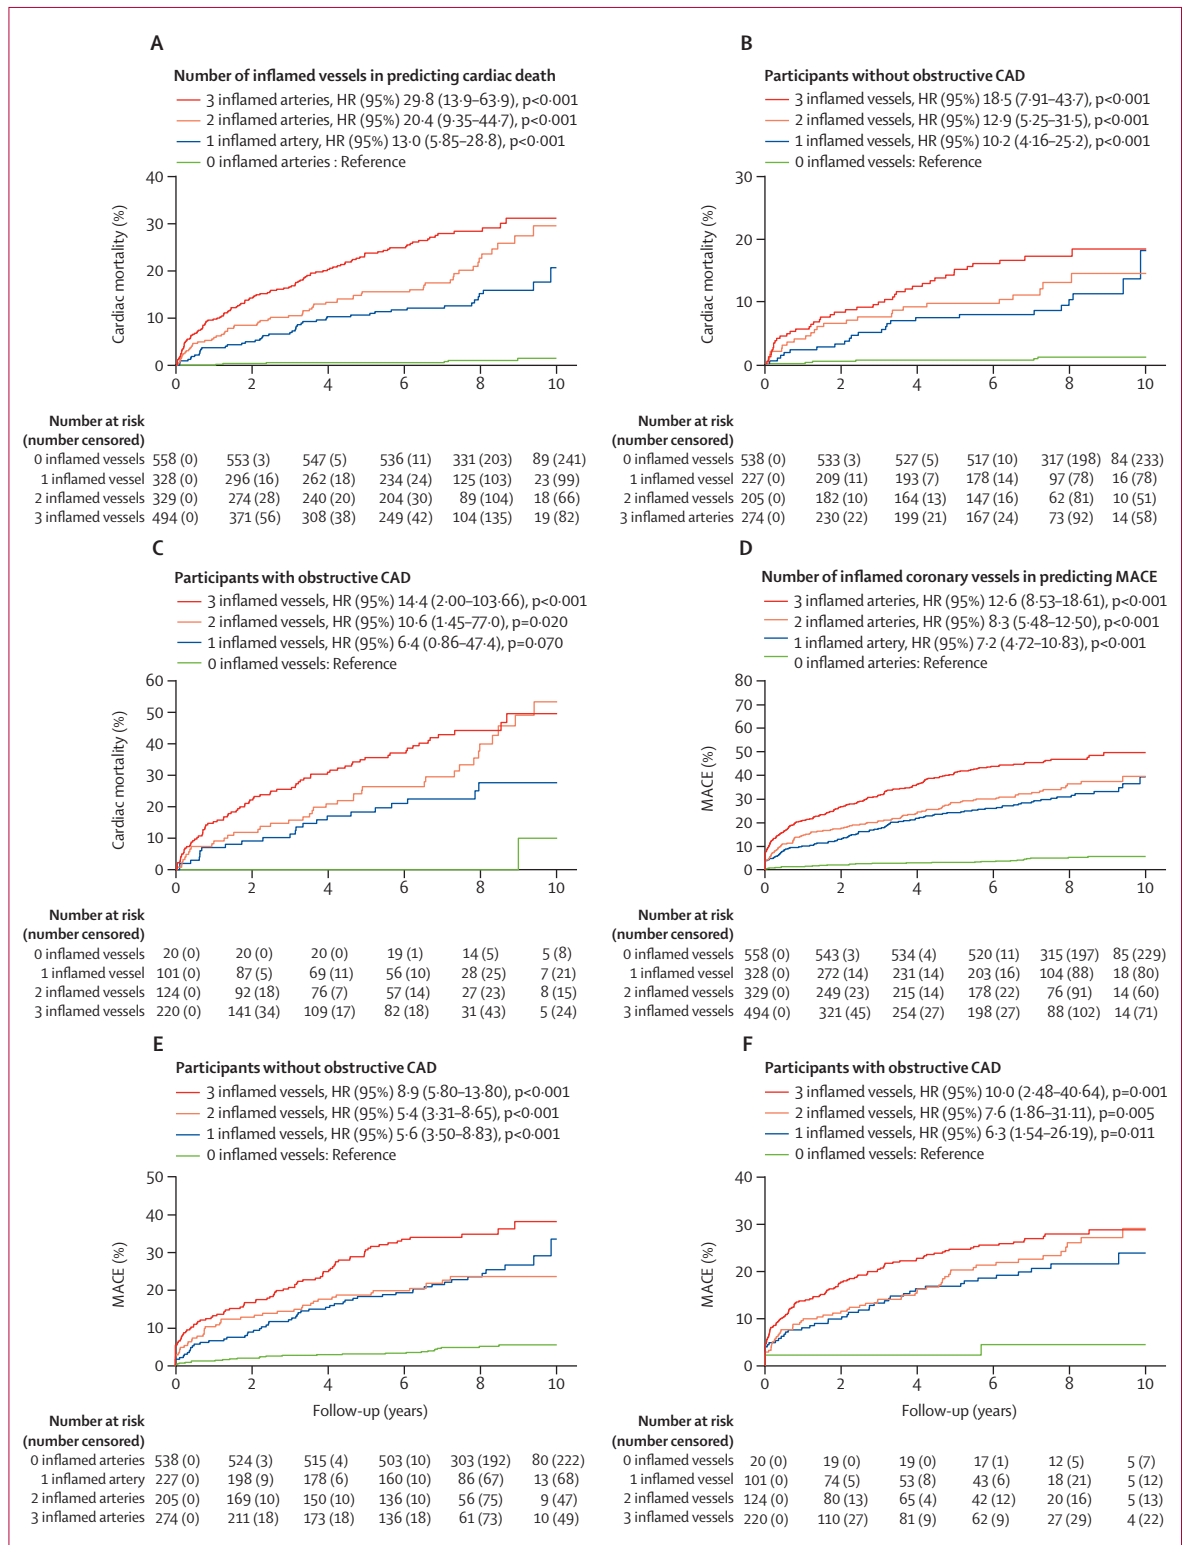 A
Number of inflamed vessels in predicting cardiac death
3 inflamed arteries, HR (95%) 29·8 (13·9–63·9), p<0·001
2 inflamed arteries, HR (95%) 20·4 (9·35–44·7), p<0·001
1 inflamed artery, HR (95%) 13·0 (5·85–28·8), p<0·001
0 inflamed arteries : Reference
Cardiac mortality (%)
40
30
20
10
0
0 2 4 6 8 10
Number at risk
(number censored)
0 inflamed vessels 558 (0) 553 (3) 547 (5) 536 (11) 331 (203) 89 (241)
1 inflamed vessel 328 (0) 296 (16) 262 (18) 234 (24) 125 (103) 23 (99)
2 inflamed vessels 329 (0) 274 (28) 240 (20) 204 (30) 89 (104) 18 (66)
3 inflamed vessels 494 (0) 371 (56) 308 (38) 249 (42) 104 (135) 19 (82)
B
Participants without obstructive CAD
3 inflamed vessels, HR (95%) 18·5 (7·91–43·7), p<0·001
2 inflamed vessels, HR (95%) 12·9 (5·25–31·5), p<0·001
1 inflamed vessels, HR (95%) 10·2 (4·16–25·2), p<0·001
0 inflamed vessels: Reference
Cardiac mortality (%)
30
20
10
0
0 2 4 6 8 10
Number at risk
(number censored)
0 inflamed vessels 538 (0) 533 (3) 527 (5) 517 (10) 317 (198) 84 (233)
1 inflamed vessel 227 (0) 209 (11) 193 (7) 178 (14) 97 (78) 16 (78)
2 inflamed vessels 205 (0) 182 (10) 164 (13) 147 (16) 62 (81) 10 (51)
3 inflamed arteries 274 (0) 230 (22) 199 (21) 167 (24) 73 (92) 14 (58)
C
Participants with obstructive CAD
3 inflamed vessels, HR (95%) 14·4 (2·00–103·66), p<0·001
2 inflamed vessels, HR (95%) 10·6 (1·45–77·0), p=0·020
1 inflamed vessels, HR (95%) 6·4 (0·86–47·4), p=0·070
0 inflamed vessels: Reference
Cardiac mortality (%)
60
50
40
30
20
10
0
0 2 4 6 8 10
Number at risk
(number censored)
0 inflamed vessels 20 (0) 20 (0) 20 (0) 19 (1) 14 (5) 5 (8)
1 inflamed vessel 101 (0) 87 (5) 69 (11) 56 (10) 28 (25) 7 (21)
2 inflamed vessels 124 (0) 92 (18) 76 (7) 57 (14) 27 (23) 8 (15)
3 inflamed vessels 220 (0) 141 (34) 109 (17) 82 (18) 31 (43) 5 (24)
D
Number of inflamed coronary vessels in predicting MACE
3 inflamed arteries, HR (95%) 12·6 (8·53–18·61), p<0·001
2 inflamed arteries, HR (95%) 8·3 (5·48–12·50), p<0·001
1 inflamed artery, HR (95%) 7·2 (4·72–10·83), p<0·001
0 inflamed arteries: Reference
MACE (%)
80
70
60
50
40
30
20
10
0
0 2 4 6 8 10
Number at risk
(number censored)
0 inflamed vessels 558 (0) 543 (3) 534 (4) 520 (11) 315 (197) 85 (229)
1 inflamed vessel 328 (0) 272 (14) 231 (14) 203 (16) 104 (88) 18 (80)
2 inflamed vessels 329 (0) 249 (23) 215 (14) 178 (22) 76 (91) 14 (60)
3 inflamed vessels 494 (0) 321 (45) 254 (27) 198 (27) 88 (102) 14 (71)
E
Participants without obstructive CAD
3 inflamed vessels, HR (95%) 8·9 (5·80–13·80), p<0·001
2 inflamed vessels, HR (95%) 5·4 (3·31–8·65), p<0·001
1 inflamed vessels, HR (95%) 5·6 (3·50–8·83), p<0·001
0 inflamed vessels: Reference
MACE (%)
50
40
30
20
10
0
0 2 4 6 8 10
Follow-up (years)
Number at risk
(number censored)
0 inflamed arteries 538 (0) 524 (3) 515 (4) 503 (10) 303 (192) 80 (222)
1 inflamed artery 227 (0) 198 (9) 178 (6) 160 (10) 86 (67) 13 (68)
2 inflamed arteries 205 (0) 169 (10) 150 (10) 136 (10) 56 (75) 9 (47)
3 inflamed arteries 274 (0) 211 (18) 173 (18) 136 (18) 61 (73) 10 (49)
F
Participants with obstructive CAD
3 inflamed vessels, HR (95%) 10·0 (2·48–40·64), p=0·001
2 inflamed vessels, HR (95%) 7·6 (1·86–31·11), p=0·005
1 inflamed vessels, HR (95%) 6·3 (1·54–26·19), p=0·011
0 inflamed vessels: Reference
MACE (%)
40
30
20
10
0
0 2 4 6 8 10
Follow-up (years)
Number at risk
(number censored)
0 inflamed vessels 20 (0) 19 (0) 19 (0) 17 (1) 12 (5) 5 (7)
1 inflamed vessel 101 (0) 74 (5) 53 (8) 43 (6) 18 (21) 5 (12)
2 inflamed vessels 124 (0) 80 (13) 65 (4) 42 (12) 20 (16) 5 (13)
3 inflamed vessels 220 (0) 110 (27) 81 (9) 62 (9) 27 (29) 4 (22)